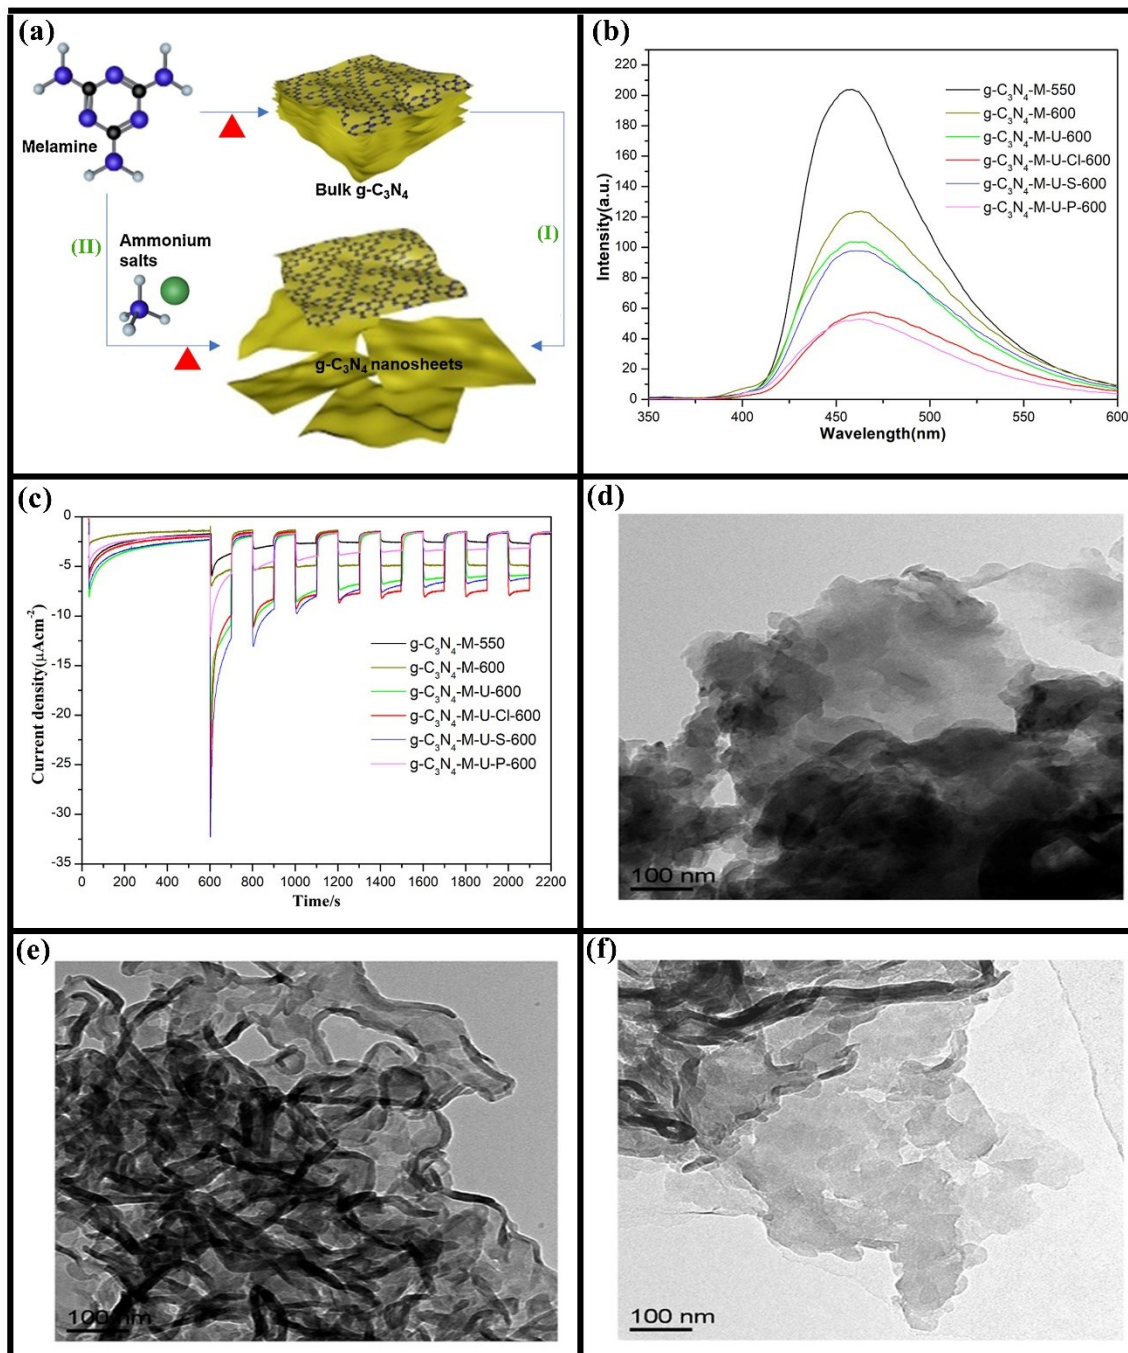 (a)
Melamine
Bulk g-C₃N₄
(I)
(II)
Ammonium
salts
g-C₃N₄ nanosheets
(b)
230
220
200
180
160
140
120
100
80
60
40
20
0
Intensity(a.u.)
350
400
450
500
550
600
Wavelength(nm)
g-C₃N₄-M-550
g-C₃N₄-M-600
g-C₃N₄-M-U-600
g-C₃N₄-M-U-Cl-600
g-C₃N₄-M-U-S-600
g-C₃N₄-M-U-P-600
(c)
0
-5
-10
-15
-20
-25
-30
-35
Current density(µAcm⁻²)
0
200
400
600
800
1000
1200
1400
1600
1800
2000
2200
Time/s
g-C₃N₄-M-550
g-C₃N₄-M-600
g-C₃N₄-M-U-600
g-C₃N₄-M-U-Cl-600
g-C₃N₄-M-U-S-600
g-C₃N₄-M-U-P-600
(d)
100 nm
(e)
100 nm
(f)
100 nm